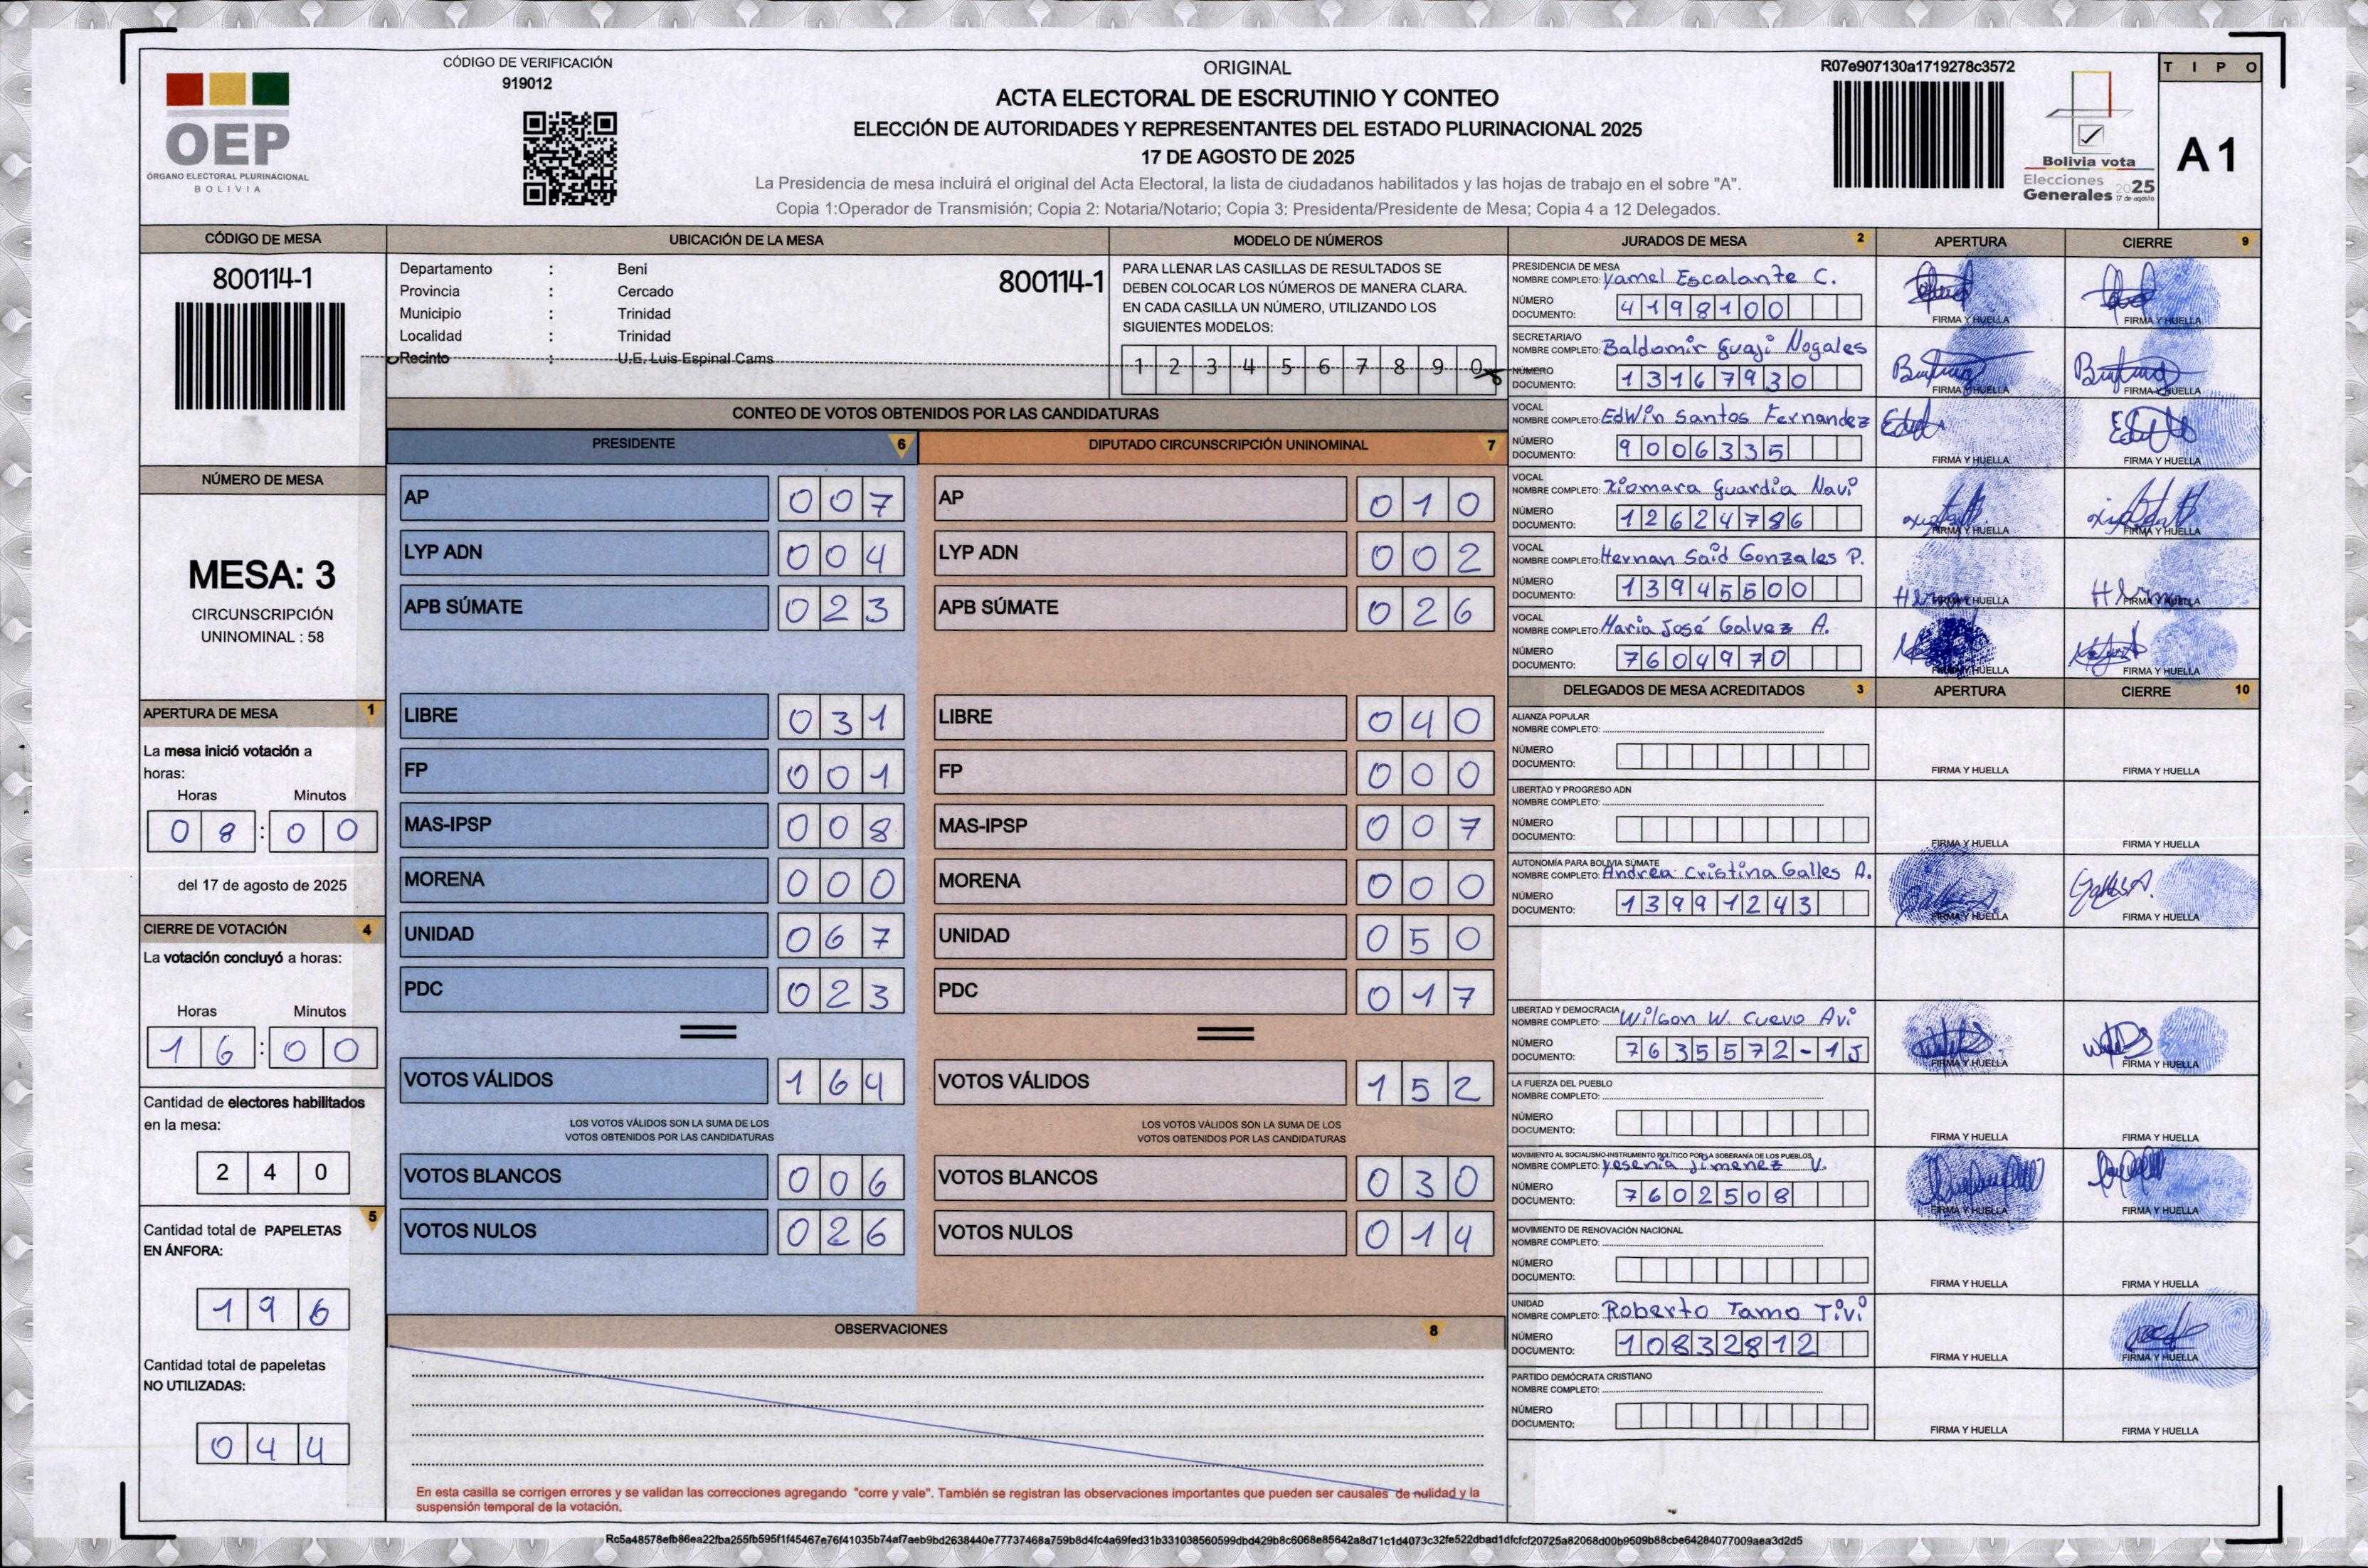 CÓDIGO DE VERIFICACIÓN
919012
OEP
ÓRGANO ELECTORAL PLURINACIONAL
BOLIVIA
ORIGINAL
ACTA ELECTORAL DE ESCRUTINIO Y CONTEO
ELECCIÓN DE AUTORIDADES Y REPRESENTANTES DEL ESTADO PLURINACIONAL 2025
17 DE AGOSTO DE 2025
La Presidencia de mesa incluirá el original del Acta Electoral, la lista de ciudadanos habilitados y las hojas de trabajo en el sobre "A".
Copia 1:Operador de Transmisión; Copia 2: Notaria/Notario; Copia 3: Presidenta/Presidente de Mesa; Copia 4 a 12 Delegados.
R07e907130a1719278c3572
Bolivia vota
Elecciones
Generales 2025
17 de agosto
TIPO
A1
CÓDIGO DE MESA
800114-1
NÚMERO DE MESA
MESA: 3
CIRCUNSCRIPCIÓN
UNINOMINAL : 58
APERTURA DE MESA 1
La mesa inició votación a
horas:
Horas Minutos
08:00
del 17 de agosto de 2025
CIERRE DE VOTACIÓN 4
La votación concluyó a horas:
Horas Minutos
16:00
Cantidad de electores habilitados
en la mesa:
240
5
Cantidad total de PAPELETAS
EN ÁNFORA:
196
Cantidad total de papeletas
NO UTILIZADAS:
044
UBICACIÓN DE LA MESA
Departamento : Beni 800114-1
Provincia : Cercado
Municipio : Trinidad
Localidad : Trinidad
Recinto : U.E. Luis Espinal Cams
MODELO DE NÚMEROS
PARA LLENAR LAS CASILLAS DE RESULTADOS SE
DEBEN COLOCAR LOS NÚMEROS DE MANERA CLARA.
EN CADA CASILLA UN NÚMERO, UTILIZANDO LOS
SIGUIENTES MODELOS:
1 2 3 4 5 6 7 8 9 0
CONTEO DE VOTOS OBTENIDOS POR LAS CANDIDATURAS
PRESIDENTE 6
AP 007
LYP ADN 004
APB SÚMATE 023
LIBRE 031
FP 001
MAS-IPSP 008
MORENA 000
UNIDAD 067
PDC 023
VOTOS VÁLIDOS 164
LOS VOTOS VÁLIDOS SON LA SUMA DE LOS
VOTOS OBTENIDOS POR LAS CANDIDATURAS
VOTOS BLANCOS 006
VOTOS NULOS 026
DIPUTADO CIRCUNSCRIPCIÓN UNINOMINAL 7
AP 010
LYP ADN 002
APB SÚMATE 026
LIBRE 040
FP 000
MAS-IPSP 007
MORENA 000
UNIDAD 050
PDC 017
VOTOS VÁLIDOS 152
LOS VOTOS VÁLIDOS SON LA SUMA DE LOS
VOTOS OBTENIDOS POR LAS CANDIDATURAS
VOTOS BLANCOS 030
VOTOS NULOS 014
OBSERVACIONES 8
En esta casilla se corrigen errores y se validan las correcciones agregando "corre y vale". También se registran las observaciones importantes que pueden ser causales de nulidad y la
suspensión temporal de la votación.
JURADOS DE MESA 2 APERTURA CIERRE 9
PRESIDENCIA DE MESA
NOMBRE COMPLETO: Yamel Escalante C.
NÚMERO
DOCUMENTO: 4198100
FIRMA Y HUELLA FIRMA Y HUELLA
SECRETARIA/O
NOMBRE COMPLETO: Baldomir Guaji Nogales
NÚMERO
DOCUMENTO: 13167930
FIRMA Y HUELLA FIRMA Y HUELLA
VOCAL
NOMBRE COMPLETO: Edwin Santos Fernandez
NÚMERO
DOCUMENTO: 9006335
FIRMA Y HUELLA FIRMA Y HUELLA
VOCAL
NOMBRE COMPLETO: Xiomara Guardia Navi
NÚMERO
DOCUMENTO: 12624786
FIRMA Y HUELLA FIRMA Y HUELLA
VOCAL
NOMBRE COMPLETO: Hernan Said Gonzales P.
NÚMERO
DOCUMENTO: 13945500
FIRMA Y HUELLA FIRMA Y HUELLA
VOCAL
NOMBRE COMPLETO: Maria José Galvez A.
NÚMERO
DOCUMENTO: 7604970
FIRMA Y HUELLA FIRMA Y HUELLA
DELEGADOS DE MESA ACREDITADOS 3 APERTURA CIERRE 10
ALIANZA POPULAR
NOMBRE COMPLETO:
NÚMERO
DOCUMENTO:
FIRMA Y HUELLA FIRMA Y HUELLA
LIBERTAD Y PROGRESO ADN
NOMBRE COMPLETO:
NÚMERO
DOCUMENTO:
FIRMA Y HUELLA FIRMA Y HUELLA
AUTONOMÍA PARA BOLIVIA SÚMATE
NOMBRE COMPLETO: Andrea Cristina Galles A.
NÚMERO
DOCUMENTO: 13991243
FIRMA Y HUELLA FIRMA Y HUELLA
LIBERTAD Y DEMOCRACIA
NOMBRE COMPLETO: Wilson W. Cuevo Avi
NÚMERO
DOCUMENTO: 7635572-1J
FIRMA Y HUELLA FIRMA Y HUELLA
LA FUERZA DEL PUEBLO
NOMBRE COMPLETO:
NÚMERO
DOCUMENTO:
FIRMA Y HUELLA FIRMA Y HUELLA
MOVIMIENTO AL SOCIALISMO-INSTRUMENTO POLÍTICO POR LA SOBERANÍA DE LOS PUEBLOS
NOMBRE COMPLETO: Yesenia Jimenez V.
NÚMERO
DOCUMENTO: 7602508
FIRMA Y HUELLA FIRMA Y HUELLA
MOVIMIENTO DE RENOVACIÓN NACIONAL
NOMBRE COMPLETO:
NÚMERO
DOCUMENTO:
FIRMA Y HUELLA FIRMA Y HUELLA
UNIDAD
NOMBRE COMPLETO: Roberto Tamo Tivi
NÚMERO
DOCUMENTO: 10832812
FIRMA Y HUELLA FIRMA Y HUELLA
PARTIDO DEMÓCRATA CRISTIANO
NOMBRE COMPLETO:
NÚMERO
DOCUMENTO:
FIRMA Y HUELLA FIRMA Y HUELLA